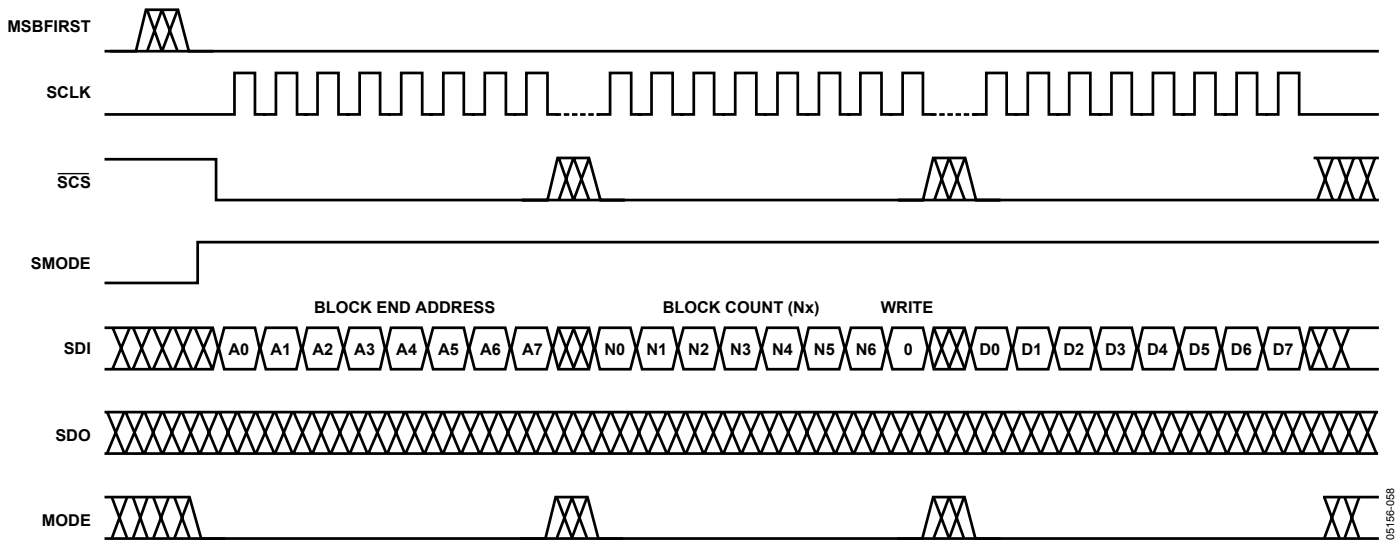 MSBFIRST
SCLK
SCS
SMODE
BLOCK END ADDRESS BLOCK COUNT (Nx) WRITE
SDI A0 A1 A2 A3 A4 A5 A6 A7 N0 N1 N2 N3 N4 N5 N6 0 D0 D1 D2 D3 D4 D5 D6 D7
SDO
MODE
05156-058